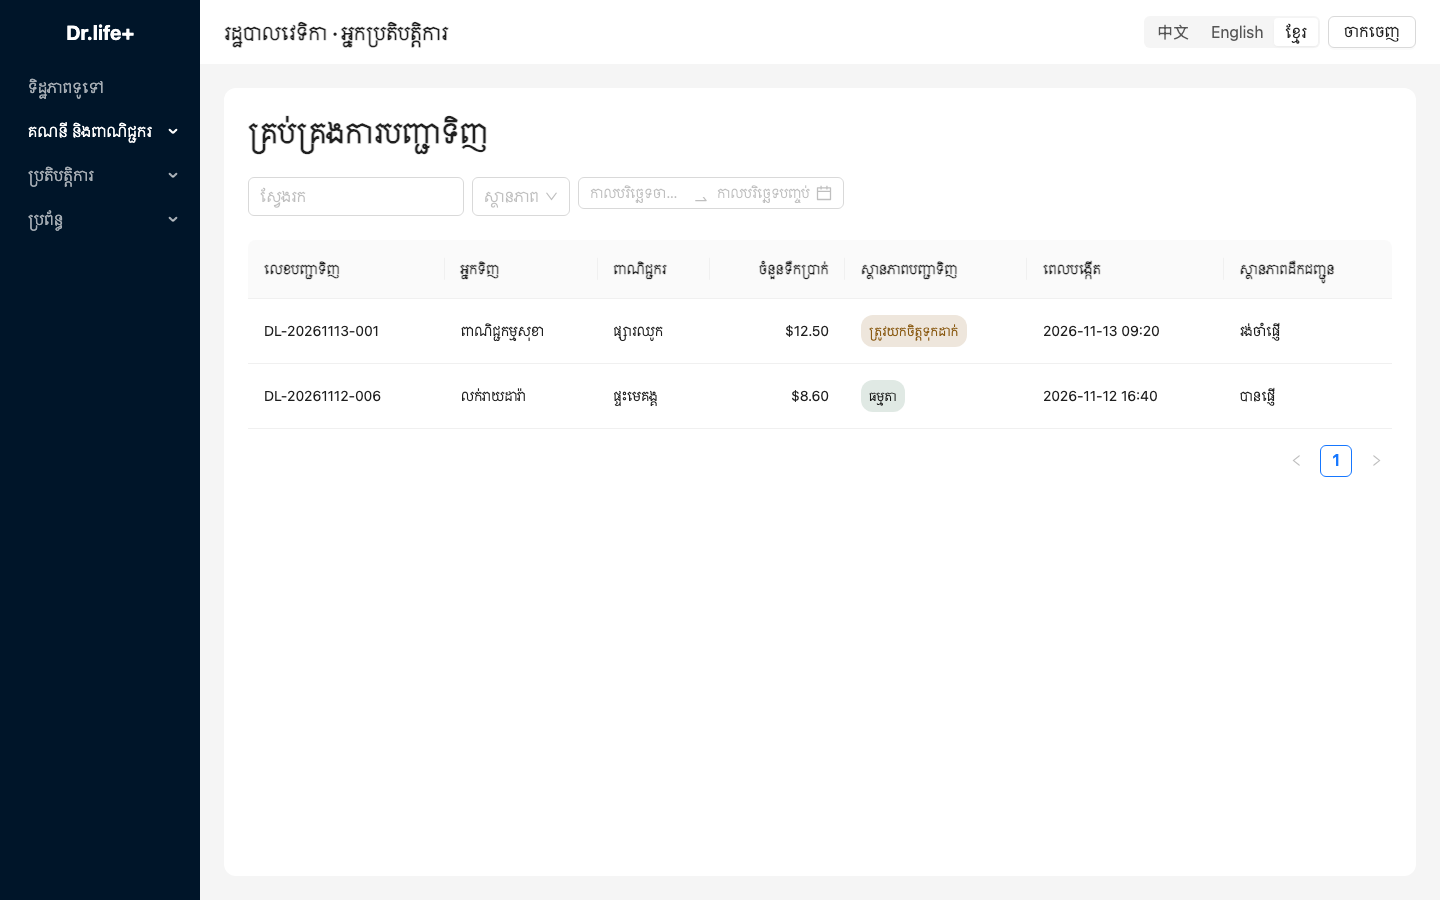 Dr.life+
ទិដ្ឋភាពទូទៅ
គណនី និងពាណិជ្ជករ
ប្រតិបត្តិការ
ប្រព័ន្ធ
រដ្ឋបាលវេទិកា · អ្នកប្រតិបត្តិការ
中文 English ខ្មែរ ចាកចេញ
គ្រប់គ្រងការបញ្ជាទិញ
ស្វែងរក ស្ថានភាព កាលបរិច្ឆេទចា... កាលបរិច្ឆេទបញ្ចប់
លេខបញ្ជាទិញ អ្នកទិញ ពាណិជ្ជករ ចំនួនទឹកប្រាក់ ស្ថានភាពបញ្ជាទិញ ពេលបង្កើត ស្ថានភាពដឹកជញ្ជូន
DL-20261113-001 ពាណិជ្ជកម្មសុខា ផ្សារឈូក $12.50 ត្រូវយកចិត្តទុកដាក់ 2026-11-13 09:20 រង់ចាំផ្ញើ
DL-20261112-006 លក់រាយដារ៉ា ផ្ទះមេគង្គ $8.60 ធម្មតា 2026-11-12 16:40 បានផ្ញើ
1